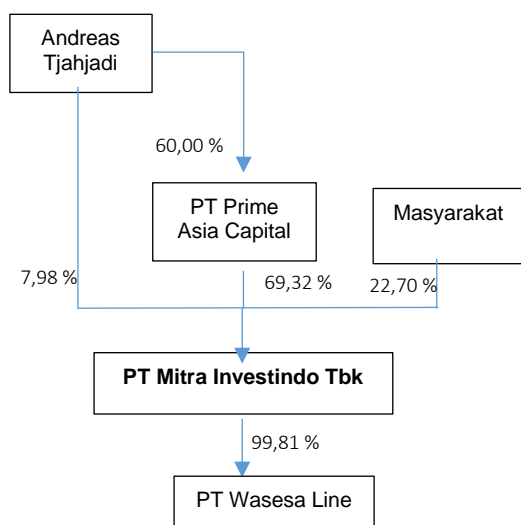 Andreas
Tjahjadi
60,00 %
PT Prime
Asia Capital
Masyarakat
7,98 %
69,32 %
22,70 %
PT Mitra Investindo Tbk
99,81 %
PT Wasesa Line